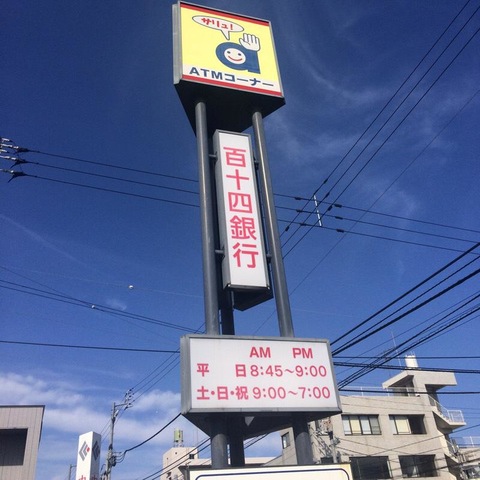 サリュ!
a
ATMコーナー
百十四銀行
AM PM
平 日 8:45~9:00
土・日・祝 9:00~7:00